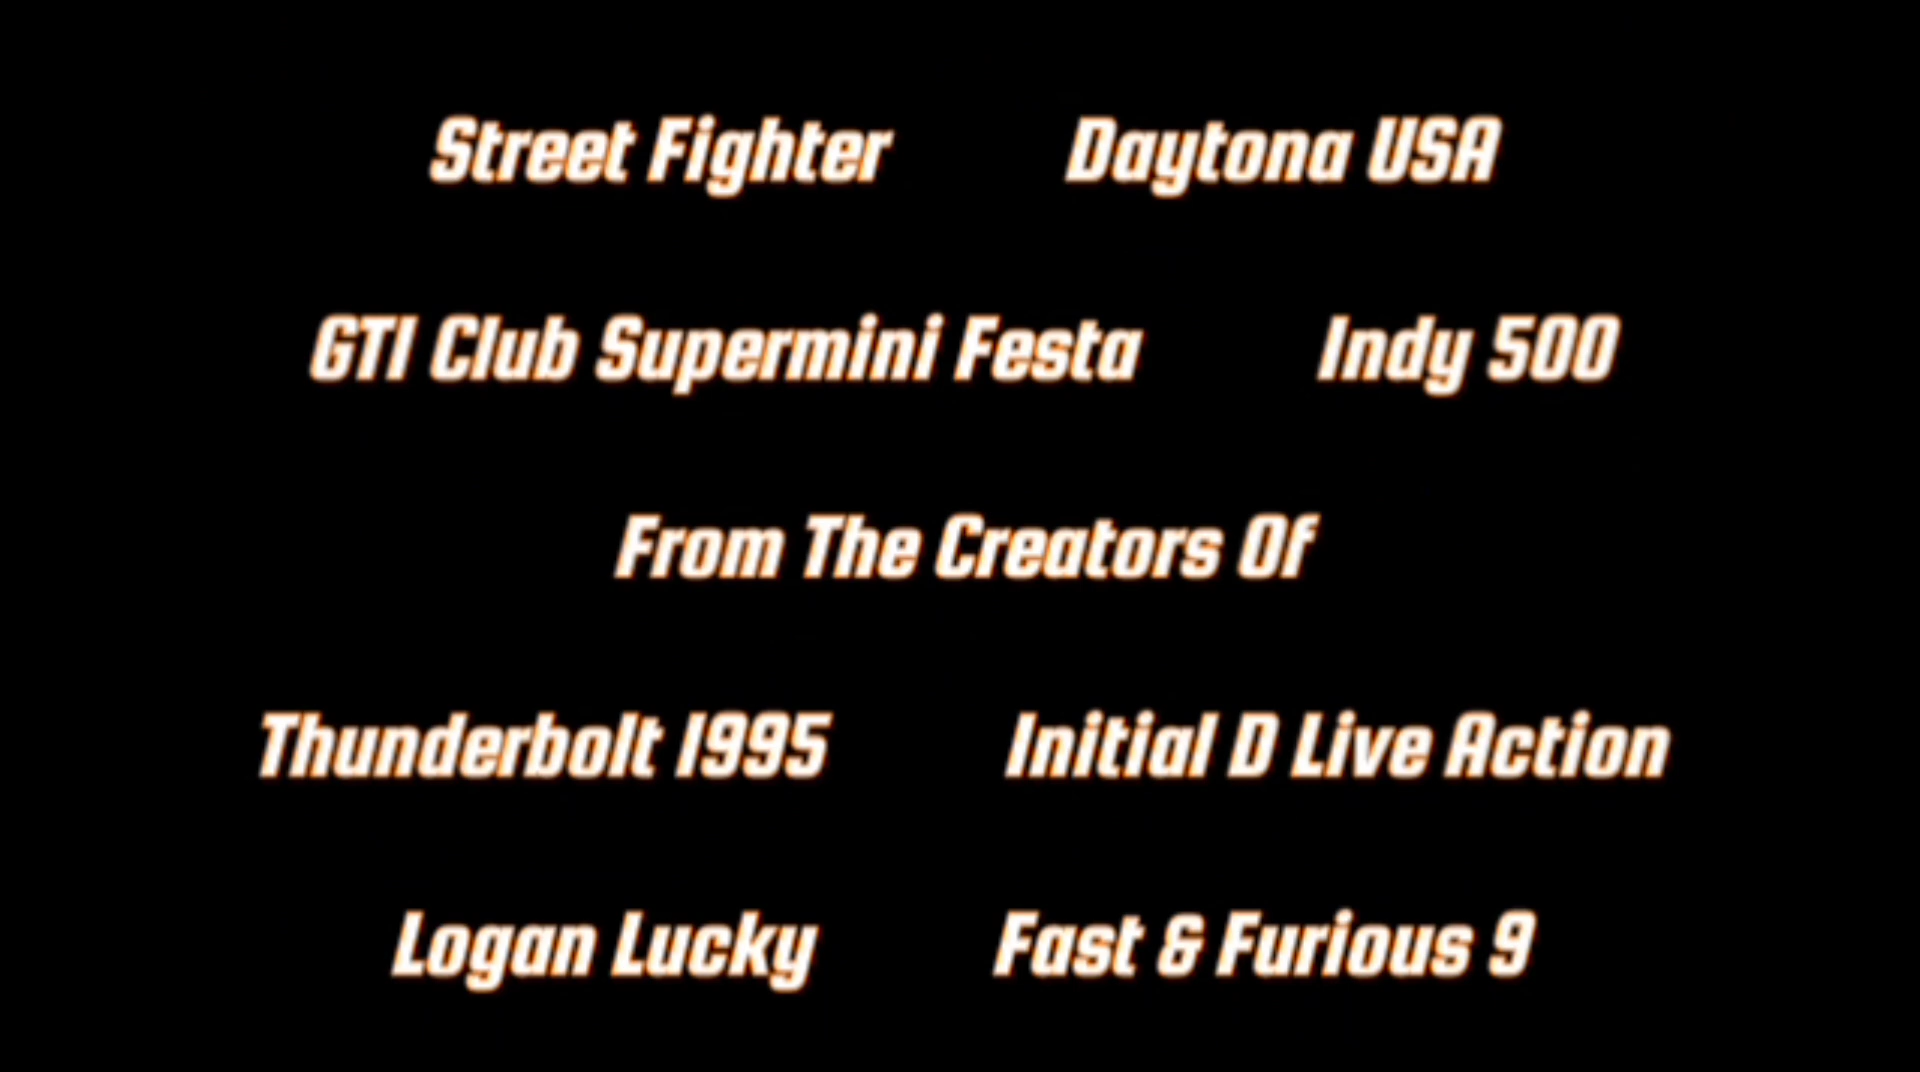 Street Fighter Daytona USA
GTI Club Supermini Festa Indy 500
From The Creators Of
Thunderbolt 1995 Initial D Live Action
Logan Lucky Fast & Furious 9